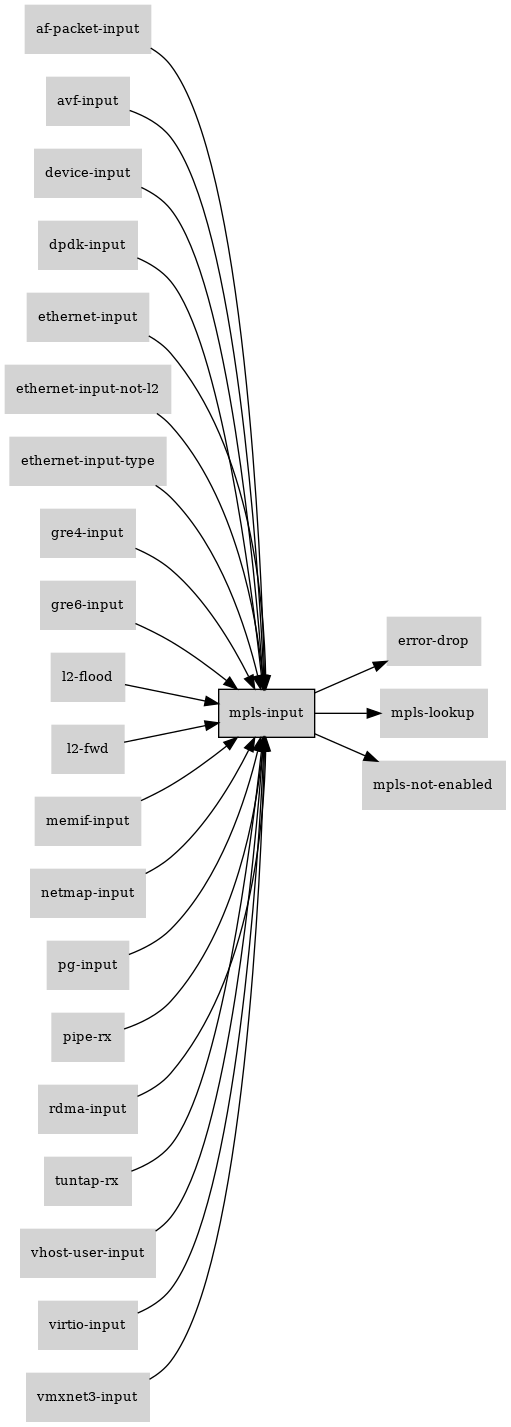 af-packet-input
avf-input
device-input
dpdk-input
ethernet-input
ethernet-input-not-l2
ethernet-input-type
gre4-input
gre6-input
l2-flood
l2-fwd
memif-input
netmap-input
pg-input
pipe-rx
rdma-input
tuntap-rx
vhost-user-input
virtio-input
vmxnet3-input
mpls-input
error-drop
mpls-lookup
mpls-not-enabled